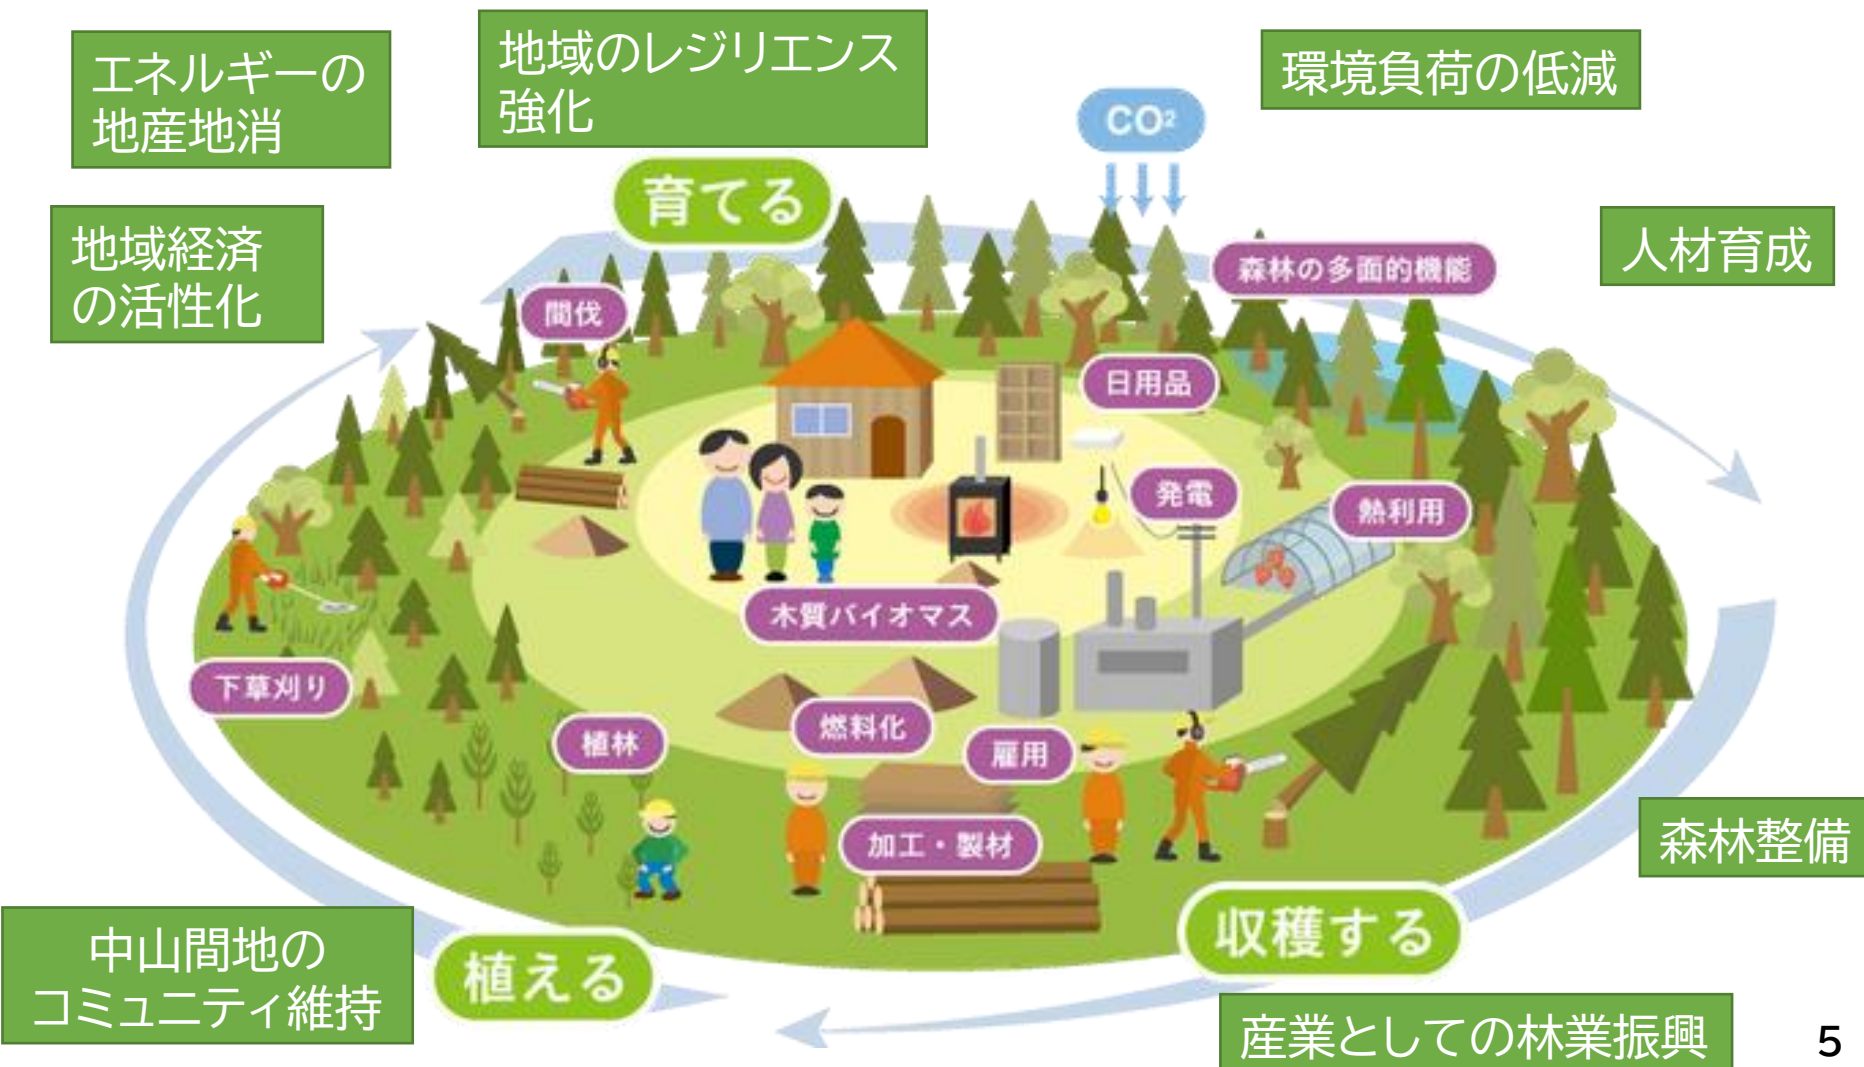 エネルギーの
地産地消
地域のレジリエンス
強化
環境負荷の低減
CO²
育てる
地域経済
の活性化
人材育成
森林の多面的機能
間伐
日用品
発電
熱利用
木質バイオマス
下草刈り
燃料化
植林
雇用
加工・製材
森林整備
収穫する
中山間地の
コミュニティ維持
植える
産業としての林業振興
5